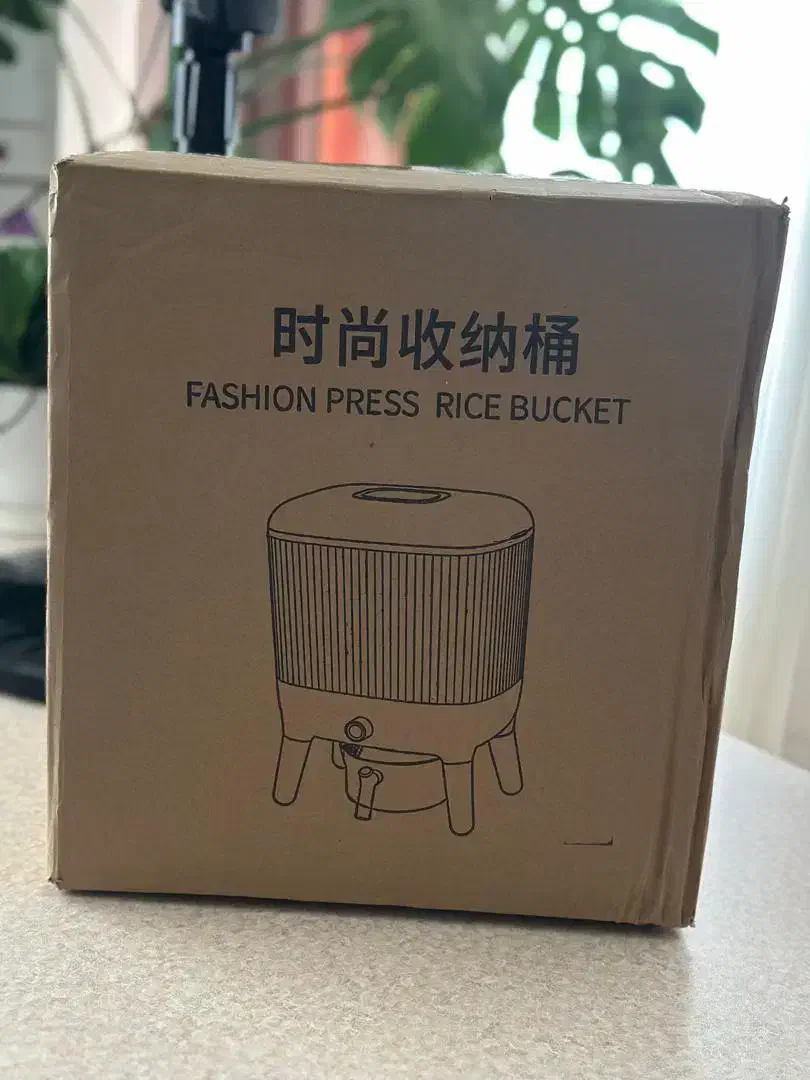 时尚收纳桶
FASHION PRESS RICE BUCKET